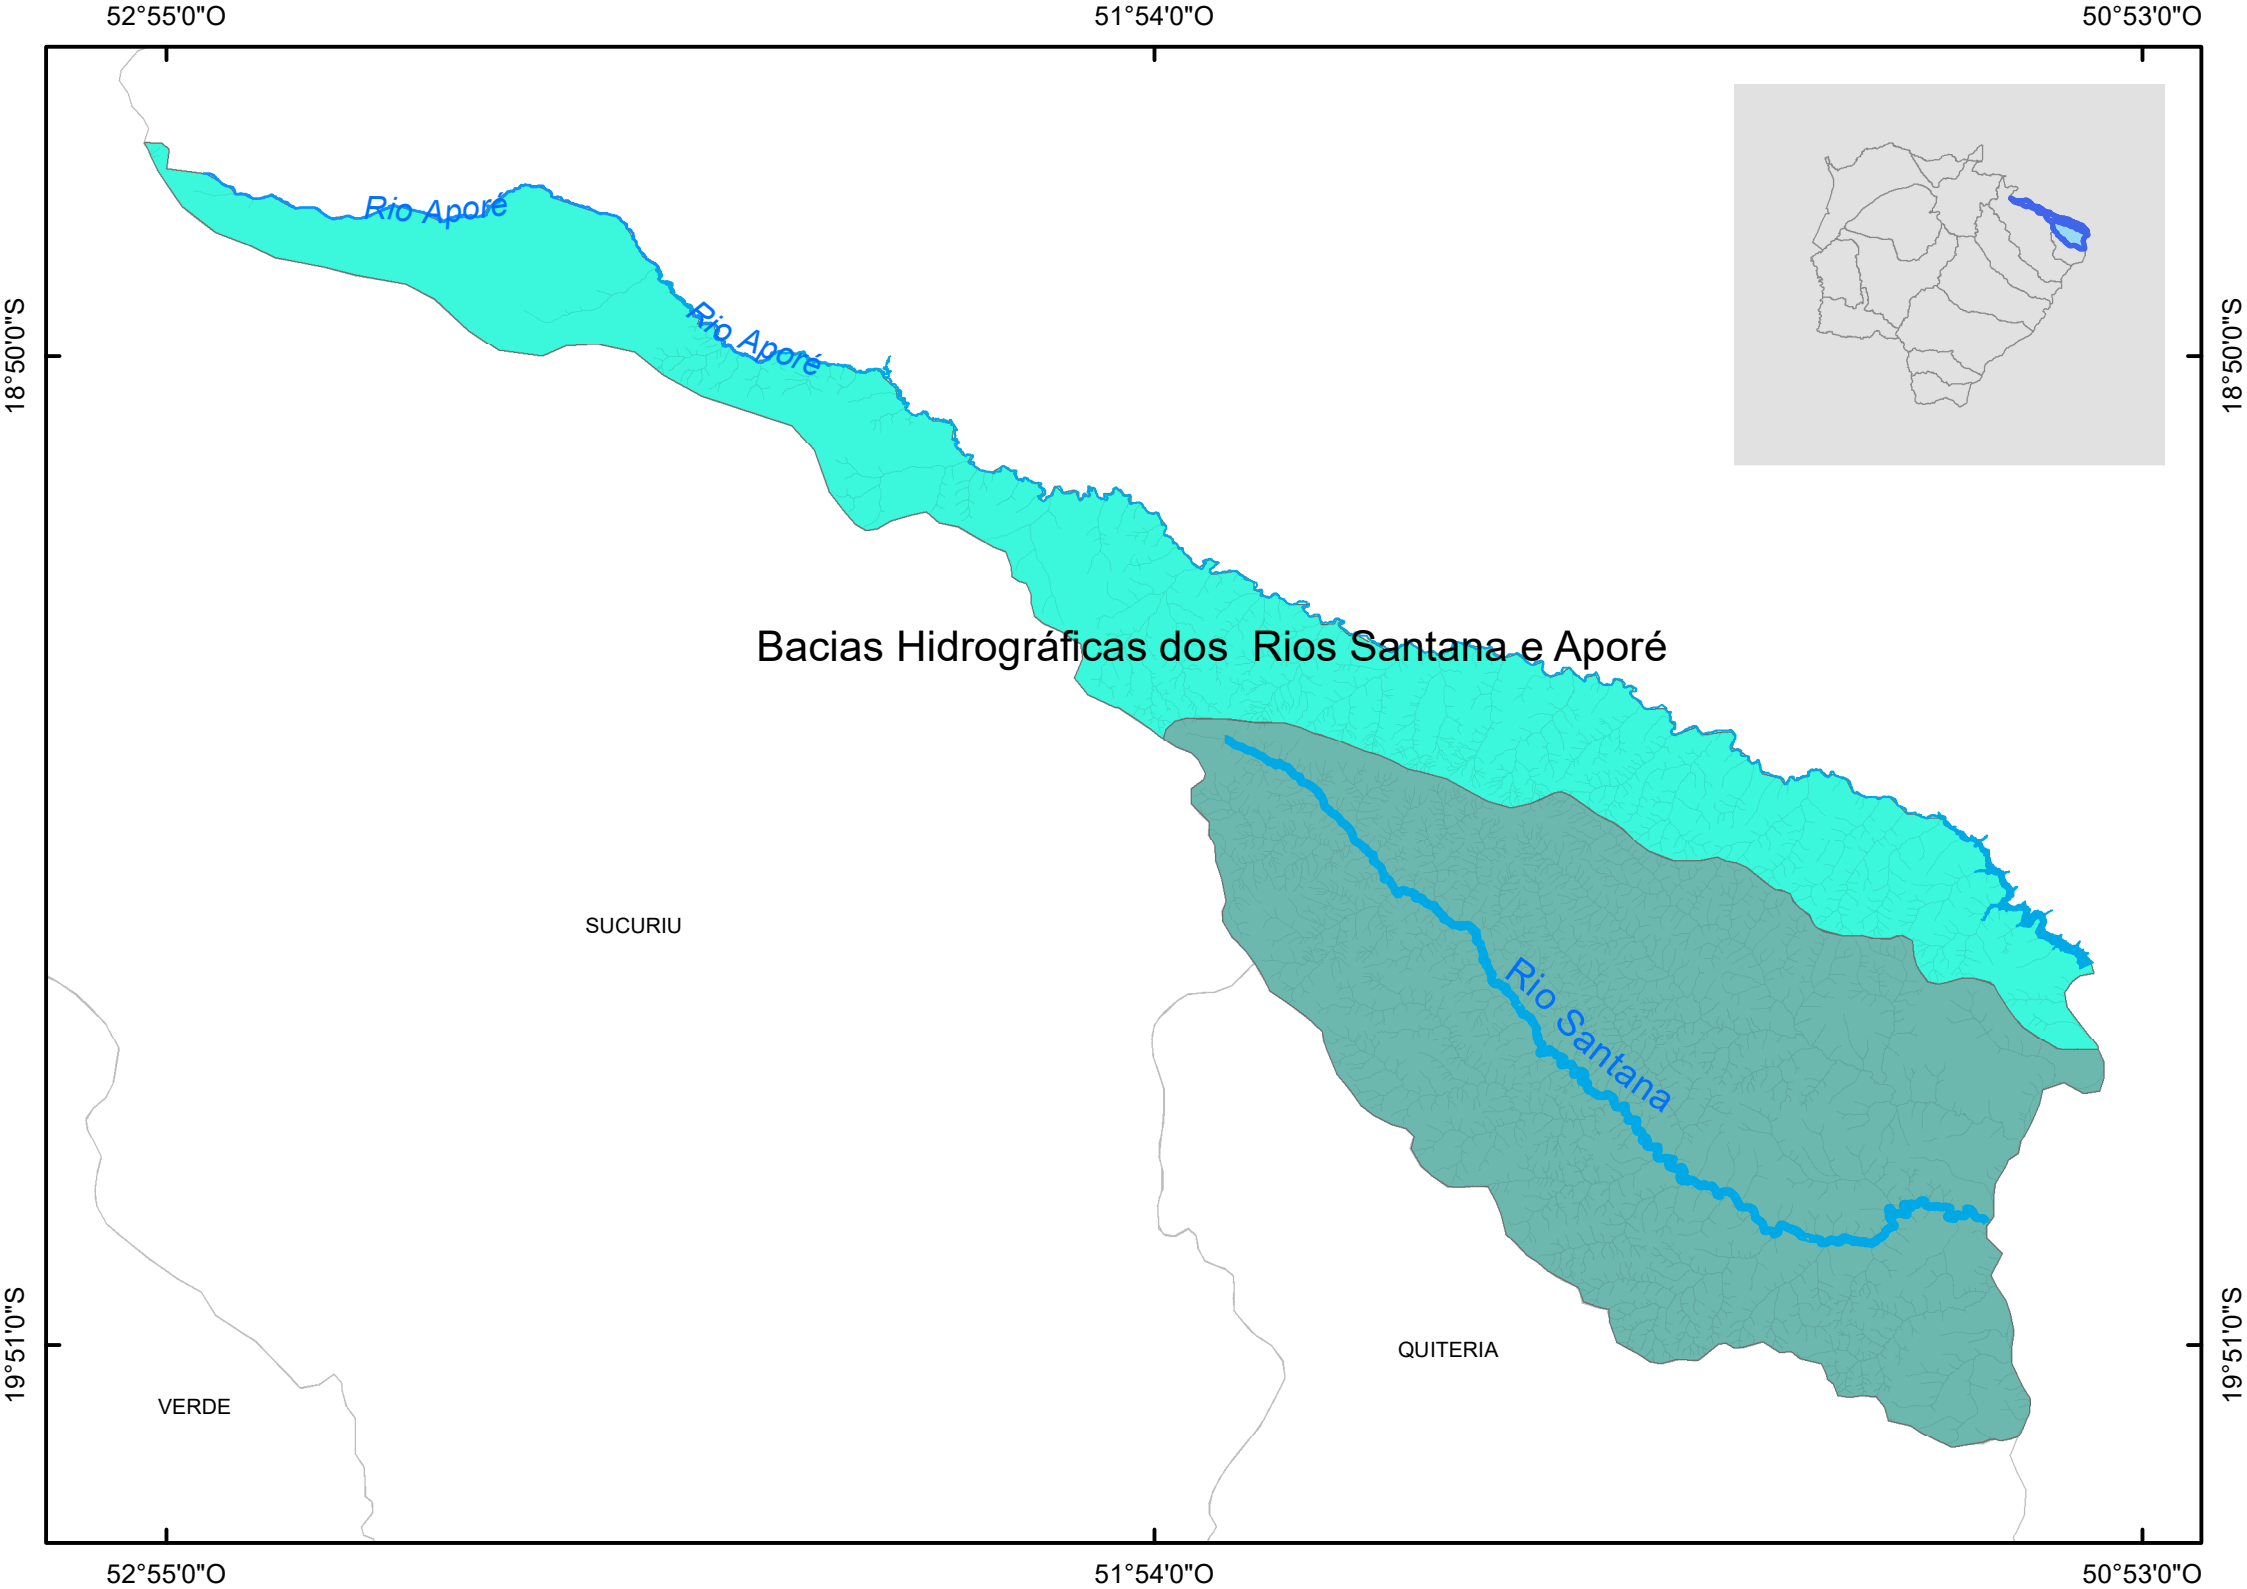 52°55'0"O
51°54'0"O
50°53'0"O
Rio Aporé
18°50'0"S
Rio Aporé
18°50'0"S
Bacias Hidrográficas dos  Rios Santana e Aporé
SUCURIU
Rio Santana
19°51'0"S
QUITERIA
19°51'0"S
VERDE
52°55'0"O
51°54'0"O
50°53'0"O